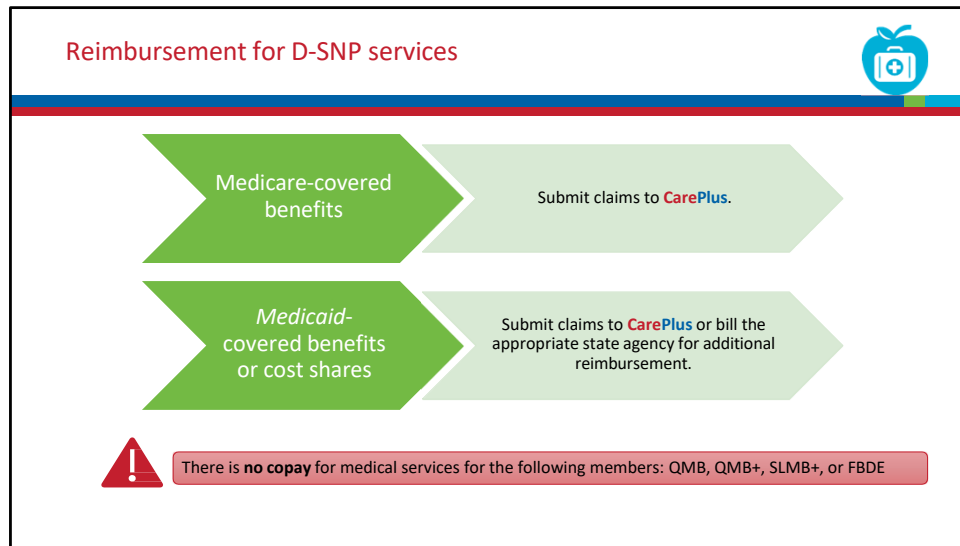 Reimbursement for D-SNP services
Medicare-covered
benefits
Submit claims to CarePlus.
Medicaid-
covered benefits
or cost shares
Submit claims to CarePlus or bill the
appropriate state agency for additional
reimbursement.
There is no copay for medical services for the following members: QMB, QMB+, SLMB+, or FBDE